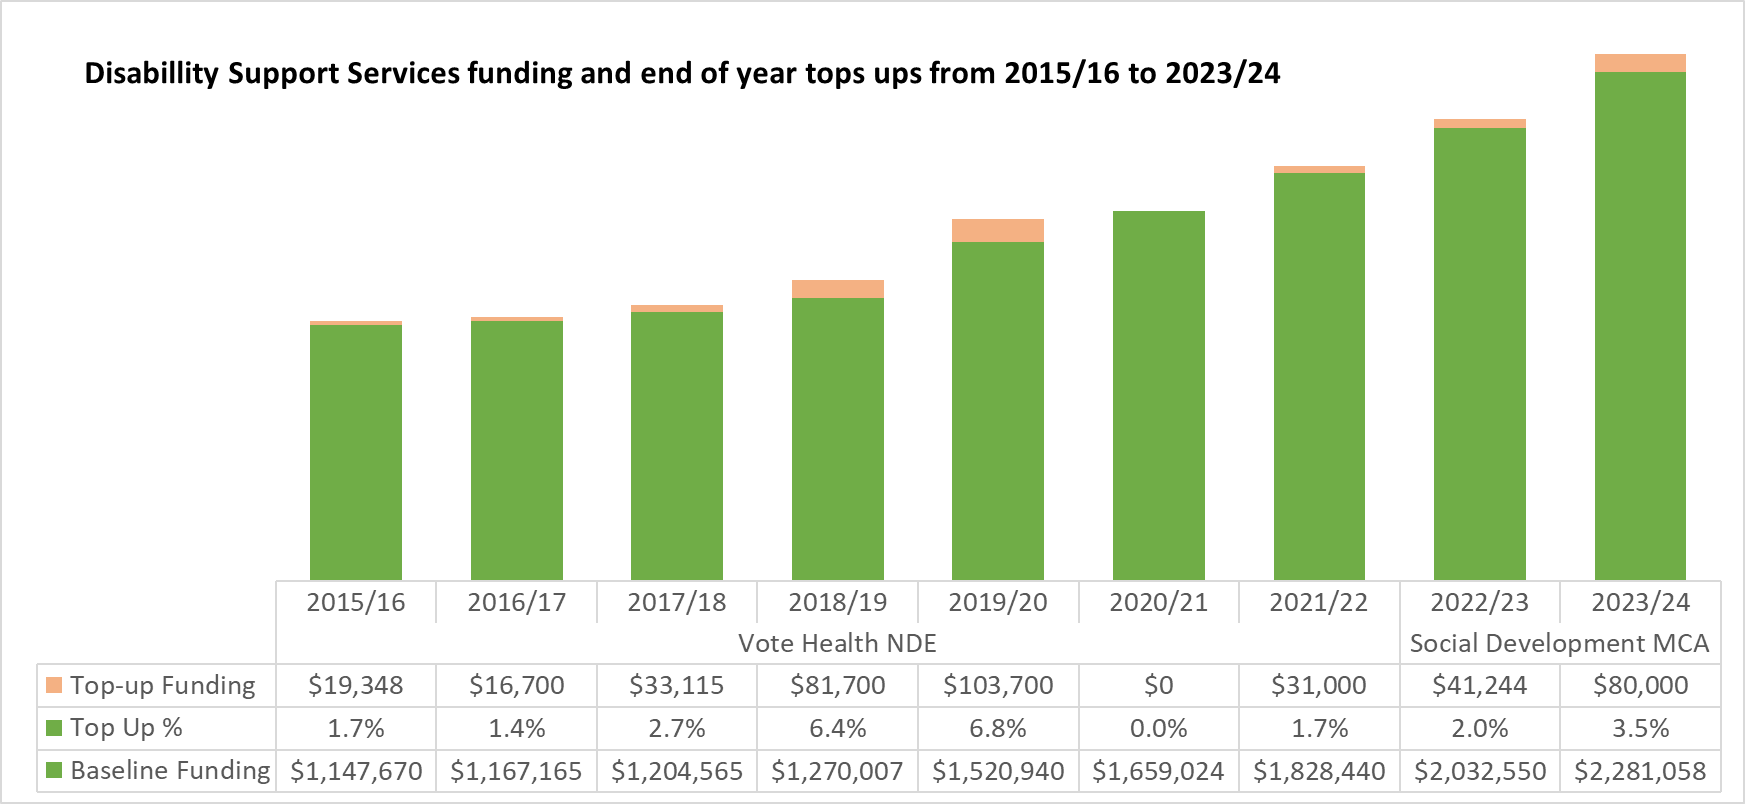 Disabillity Support Services funding and end of year tops ups from 2015/16 to 2023/24
2015/16 2016/17 2017/18 2018/19 2019/20 2020/21 2021/22 2022/23 2023/24
Vote Health NDE Social Development MCA
Top-up Funding $19,348 $16,700 $33,115 $81,700 $103,700 $0 $31,000 $41,244 $80,000
Top Up % 1.7% 1.4% 2.7% 6.4% 6.8% 0.0% 1.7% 2.0% 3.5%
Baseline Funding $1,147,670 $1,167,165 $1,204,565 $1,270,007 $1,520,940 $1,659,024 $1,828,440 $2,032,550 $2,281,058